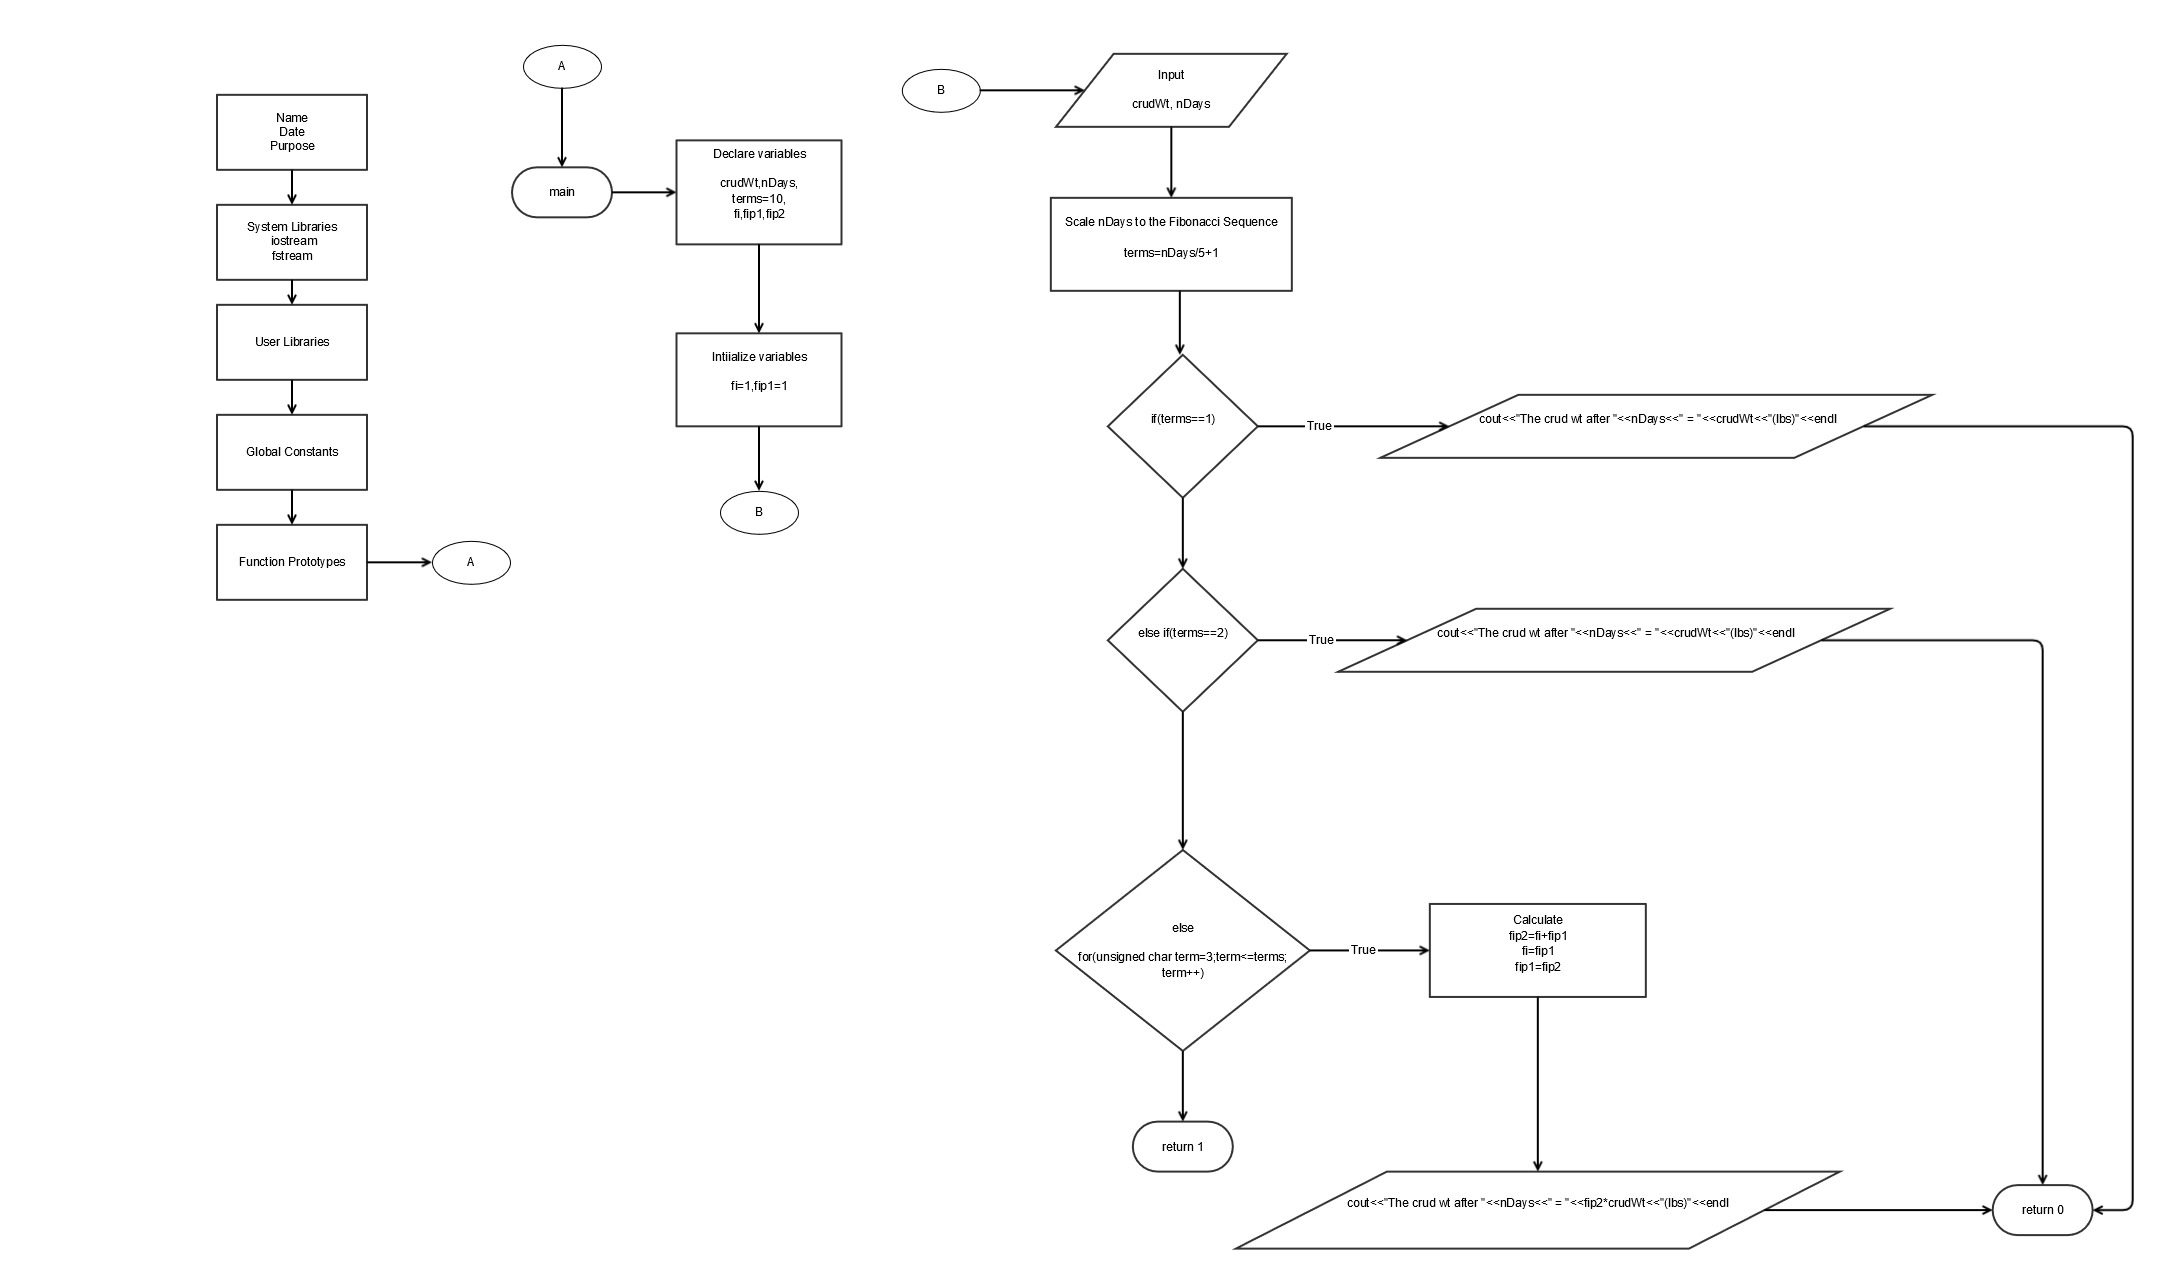 Name
Date
Purpose
System Libraries
iostream
fstream
User Libraries
Global Constants
Function Prototypes
A
A
main
Declare variables
crudWt,nDays,
terms=10,
fi,fip1,fip2
Intiialize variables
fi=1,fip1=1
B
B
Input
crudWt, nDays
Scale nDays to the Fibonacci Sequence
terms=nDays/5+1
if(terms==1)
True
cout<<"The crud wt after "<<nDays<<" = "<<crudWt<<"(lbs)"<<endl
else if(terms==2)
True
cout<<"The crud wt after "<<nDays<<" = "<<crudWt<<"(lbs)"<<endl
else
for(unsigned char term=3;term<=terms;
term++)
True
Calculate
fip2=fi+fip1
fi=fip1
fip1=fip2
return 1
cout<<"The crud wt after "<<nDays<<" = "<<fip2*crudWt<<"(lbs)"<<endl
return 0